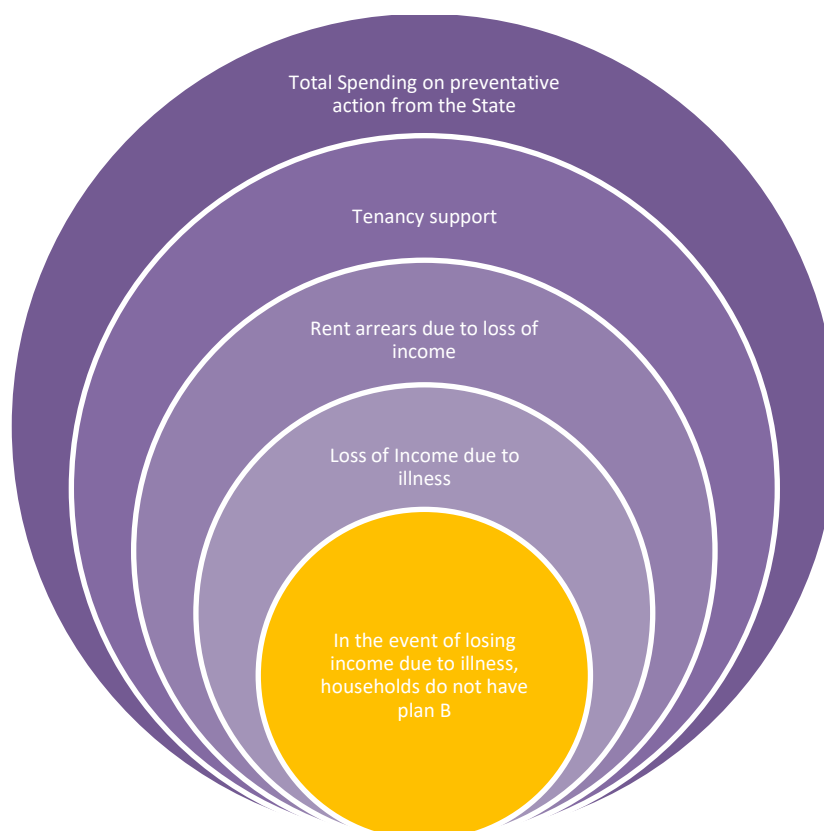 Total Spending on preventative
action from the State
Tenancy support
Rent arrears due to loss of
income
Loss of Income due to
illness
In the event of losing
income due to illness,
households do not have
plan B